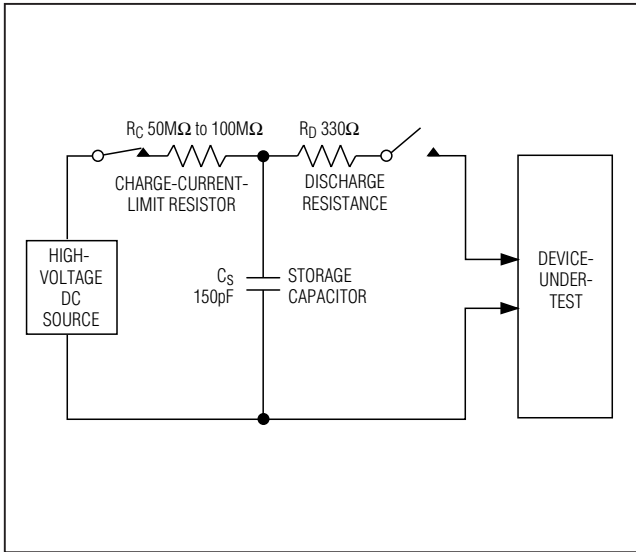 R_C 50MΩ to 100MΩ
CHARGE-CURRENT-
LIMIT RESISTOR
R_D 330Ω
DISCHARGE
RESISTANCE
HIGH-
VOLTAGE
DC
SOURCE
C_S
150pF
STORAGE
CAPACITOR
DEVICE-
UNDER-
TEST